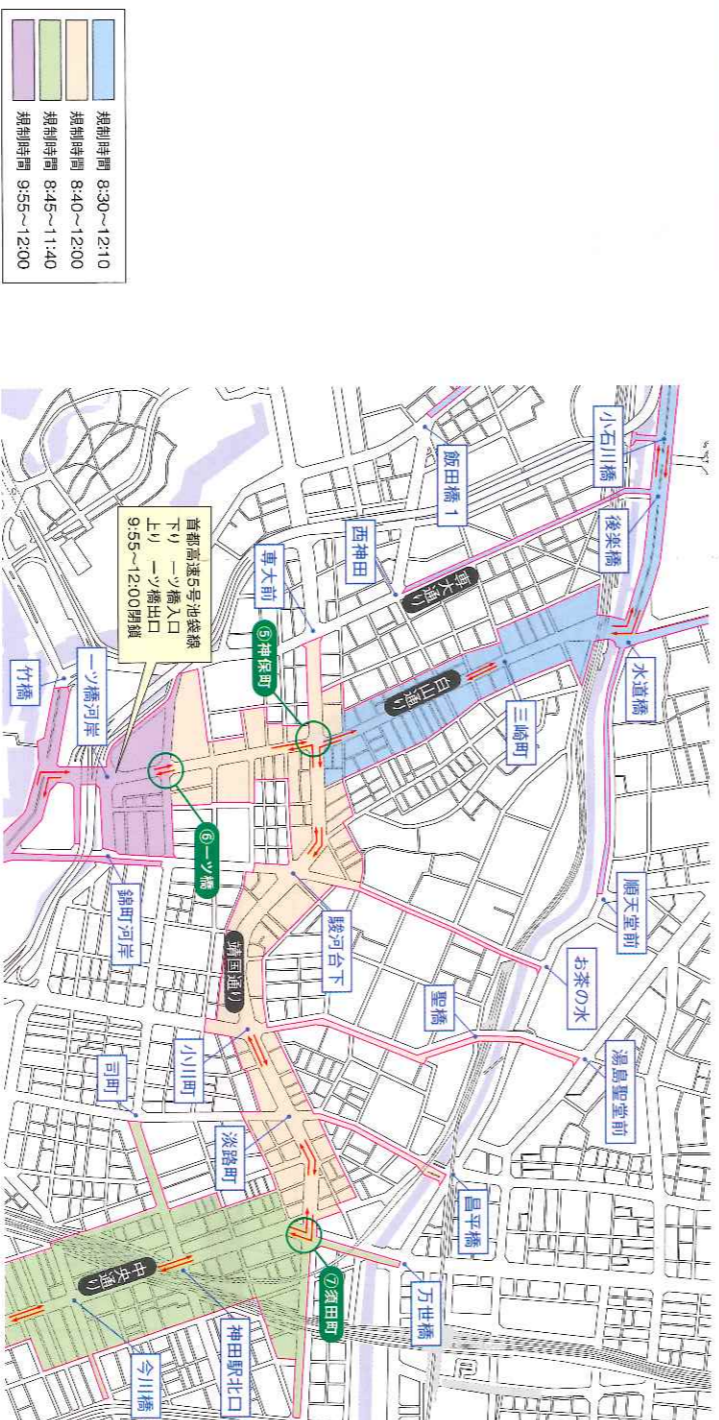 規制時間 8:30～12:10
規制時間 8:40～12:00
規制時間 8:45～11:40
規制時間 9:55～12:00
小石川橋
後楽橋
水道橋
順天堂前
お茶の水
湯島聖堂前
聖橋
昌平橋
万世橋
飯田橋1
西神田
専大通り
白山通り
三崎町
専大前
⑤神保町
首都高速5号池袋線
下り 一ツ橋入口
上り 一ツ橋出口
9:55～12:00閉鎖
一ツ橋河岸
竹橋
⑥一ツ橋
錦町河岸
駿河台下
靖国通り
小川町
司町
淡路町
⑦須田町
中央通り
神田駅北口
今川橋